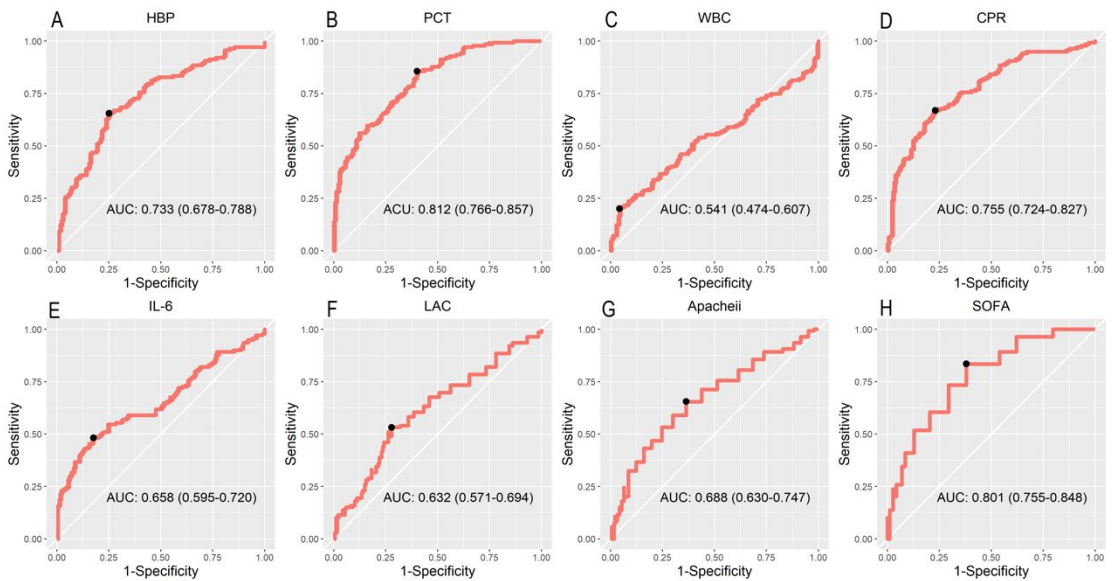 A HBP
B PCT
C WBC
D CPR
1.00
0.75
0.50
0.25
0.00
Sensitivity
AUC: 0.733 (0.678-0.788)
0.00 0.25 0.50 0.75 1.00
1-Specificity
1.00
0.75
0.50
0.25
0.00
Sensitivity
ACU: 0.812 (0.766-0.857)
0.00 0.25 0.50 0.75 1.00
1-Specificity
1.00
0.75
0.50
0.25
0.00
Sensitivity
AUC: 0.541 (0.474-0.607)
0.00 0.25 0.50 0.75 1.00
1-Specificity
1.00
0.75
0.50
0.25
0.00
Sensitivity
AUC: 0.755 (0.724-0.827)
0.00 0.25 0.50 0.75 1.00
1-Specificity
E IL-6
F LAC
G Apacheii
H SOFA
1.00
0.75
0.50
0.25
0.00
Sensitivity
AUC: 0.658 (0.595-0.720)
0.00 0.25 0.50 0.75 1.00
1-Specificity
1.00
0.75
0.50
0.25
0.00
Sensitivity
AUC: 0.632 (0.571-0.694)
0.00 0.25 0.50 0.75 1.00
1-Specificity
1.00
0.75
0.50
0.25
0.00
Sensitivity
AUC: 0.688 (0.630-0.747)
0.00 0.25 0.50 0.75 1.00
1-Specificity
1.00
0.75
0.50
0.25
0.00
Sensitivity
AUC: 0.801 (0.755-0.848)
0.00 0.25 0.50 0.75 1.00
1-Specificity